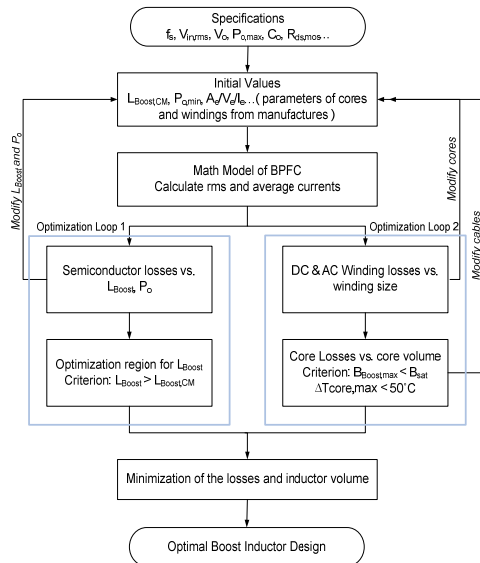 Specifications
fs, Vin,rms, Vo, Po,max, Co, Rds,mos...
Initial Values
LBoost,CM, Po,min, Ae/Ve/le...( parameters of cores
and windings from manufactures )
Modify LBoost and Po
Modify cores
Modify cables
Math Model of BPFC
Calculate rms and average currents
Optimization Loop 1
Optimization Loop 2
Semiconductor losses vs.
LBoost, Po
DC & AC Winding losses vs.
winding size
Optimization region for LBoost
Criterion: LBoost > LBoost,CM
Core Losses vs. core volume
Criterion: BBoost,max < Bsat
ΔTcore,max < 50°C
Minimization of the losses and inductor volume
Optimal Boost Inductor Design